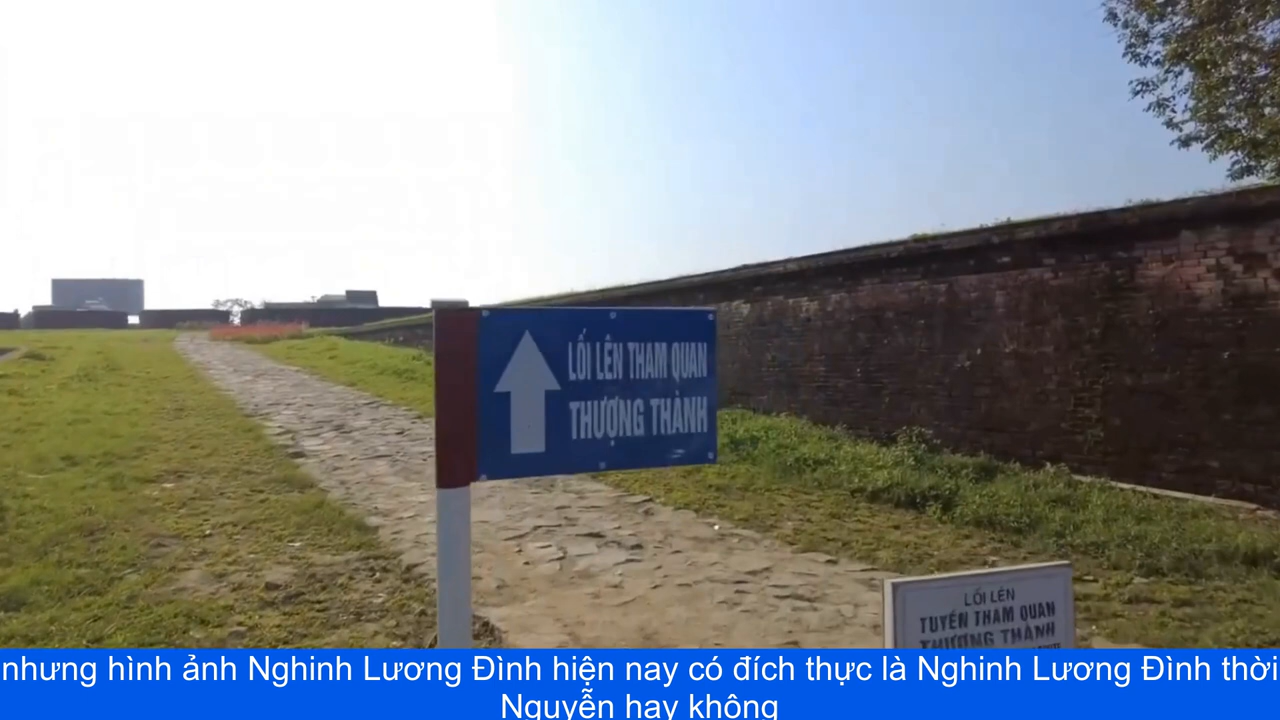 LỐI LÊN THAM QUAN
THƯỢNG THÀNH
LỐI LÊN
TUYẾN THAM QUAN
THƯỢNG THÀNH
nhưng hình ảnh Nghinh Lương Đình hiện nay có đích thực là Nghinh Lương Đình thời
Nguyễn hay không